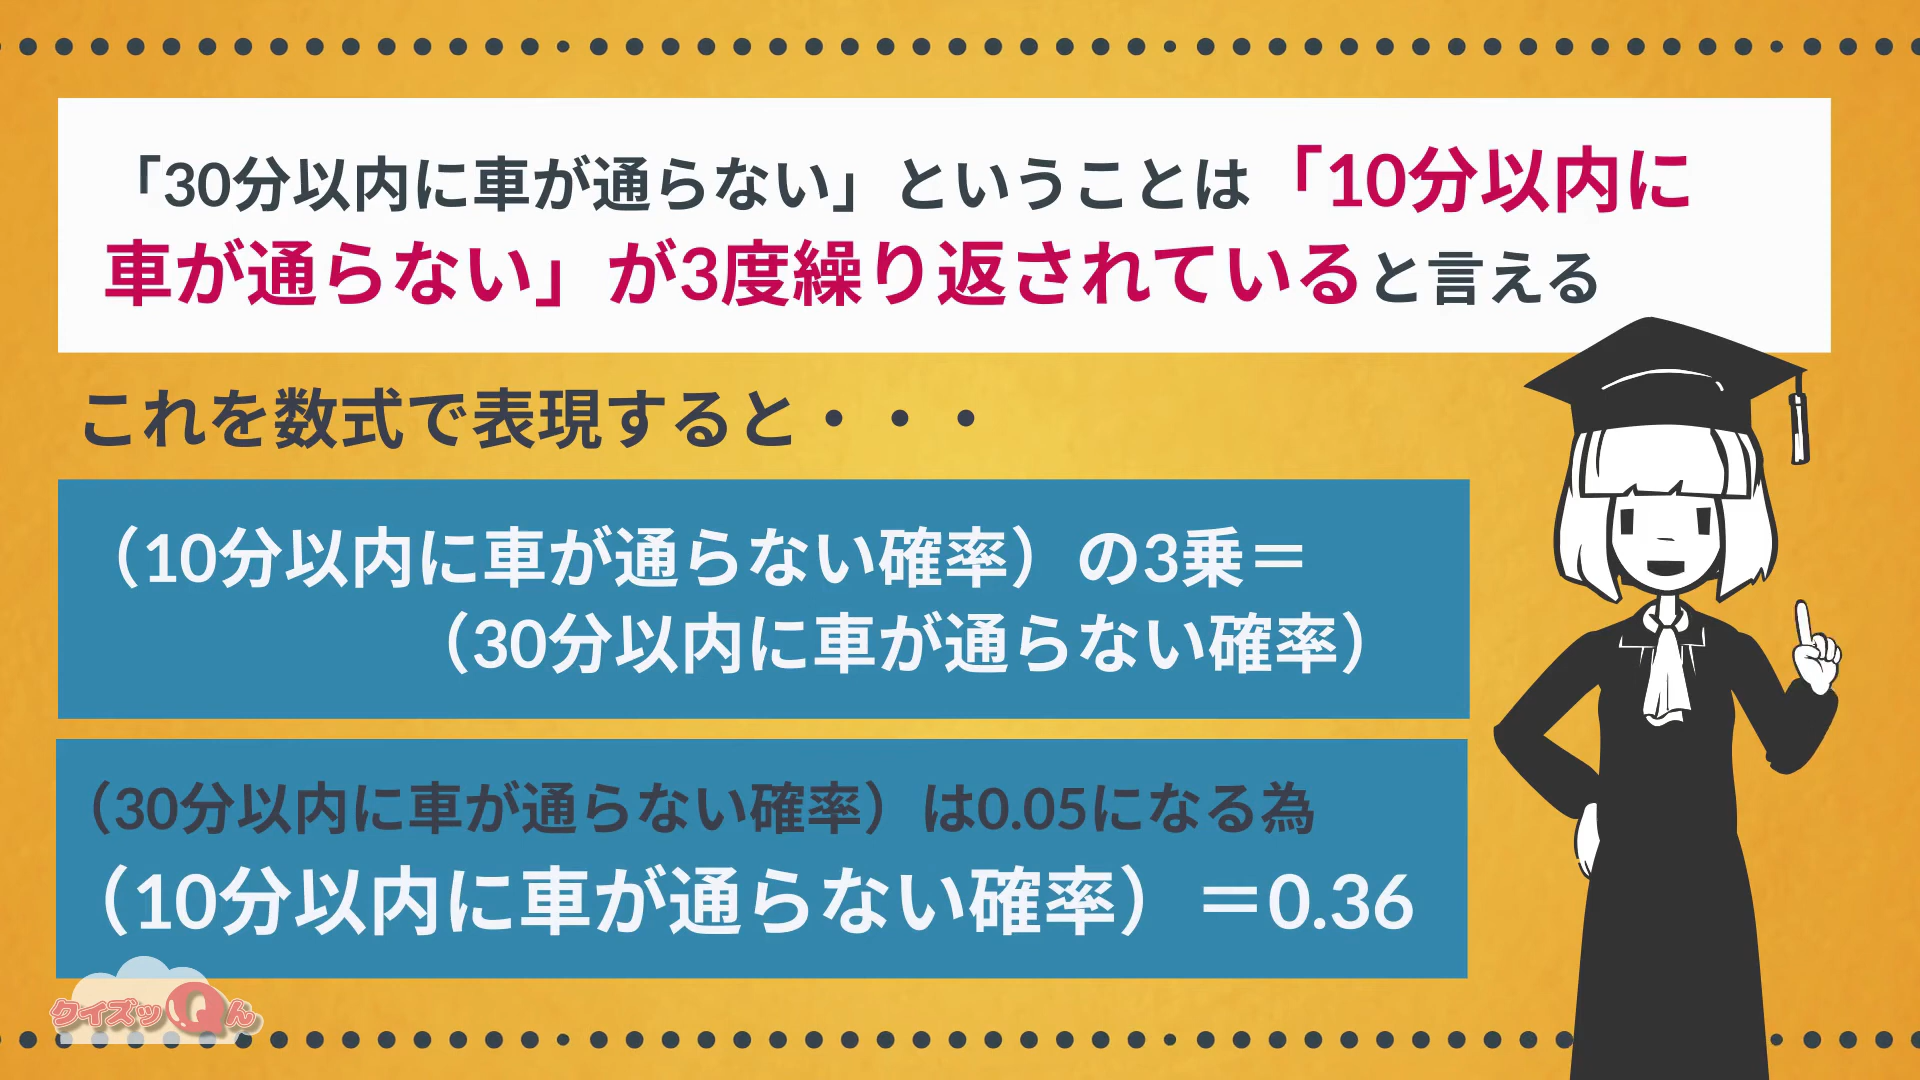 「30分以内に車が通らない」ということは「10分以内に
車が通らない」が3度繰り返されていると言える
これを数式で表現すると・・・
（10分以内に車が通らない確率）の3乗＝
（30分以内に車が通らない確率）
（30分以内に車が通らない確率）は0.05になる為
（10分以内に車が通らない確率）＝0.36
クイズッQん